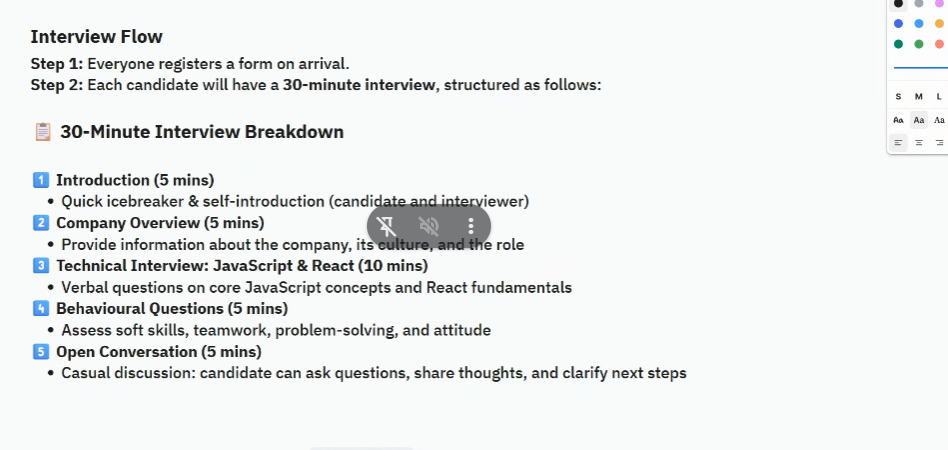 Interview Flow
Step 1: Everyone registers a form on arrival.
Step 2: Each candidate will have a 30-minute interview, structured as follows:
📋 30-Minute Interview Breakdown
1️⃣ Introduction (5 mins)
• Quick icebreaker & self-introduction (candidate and interviewer)
2️⃣ Company Overview (5 mins)
• Provide information about the company, its culture, and the role
3️⃣ Technical Interview: JavaScript & React (10 mins)
• Verbal questions on core JavaScript concepts and React fundamentals
4️⃣ Behavioural Questions (5 mins)
• Assess soft skills, teamwork, problem-solving, and attitude
5️⃣ Open Conversation (5 mins)
• Casual discussion: candidate can ask questions, share thoughts, and clarify next steps
S M L
Aa Aa Aa